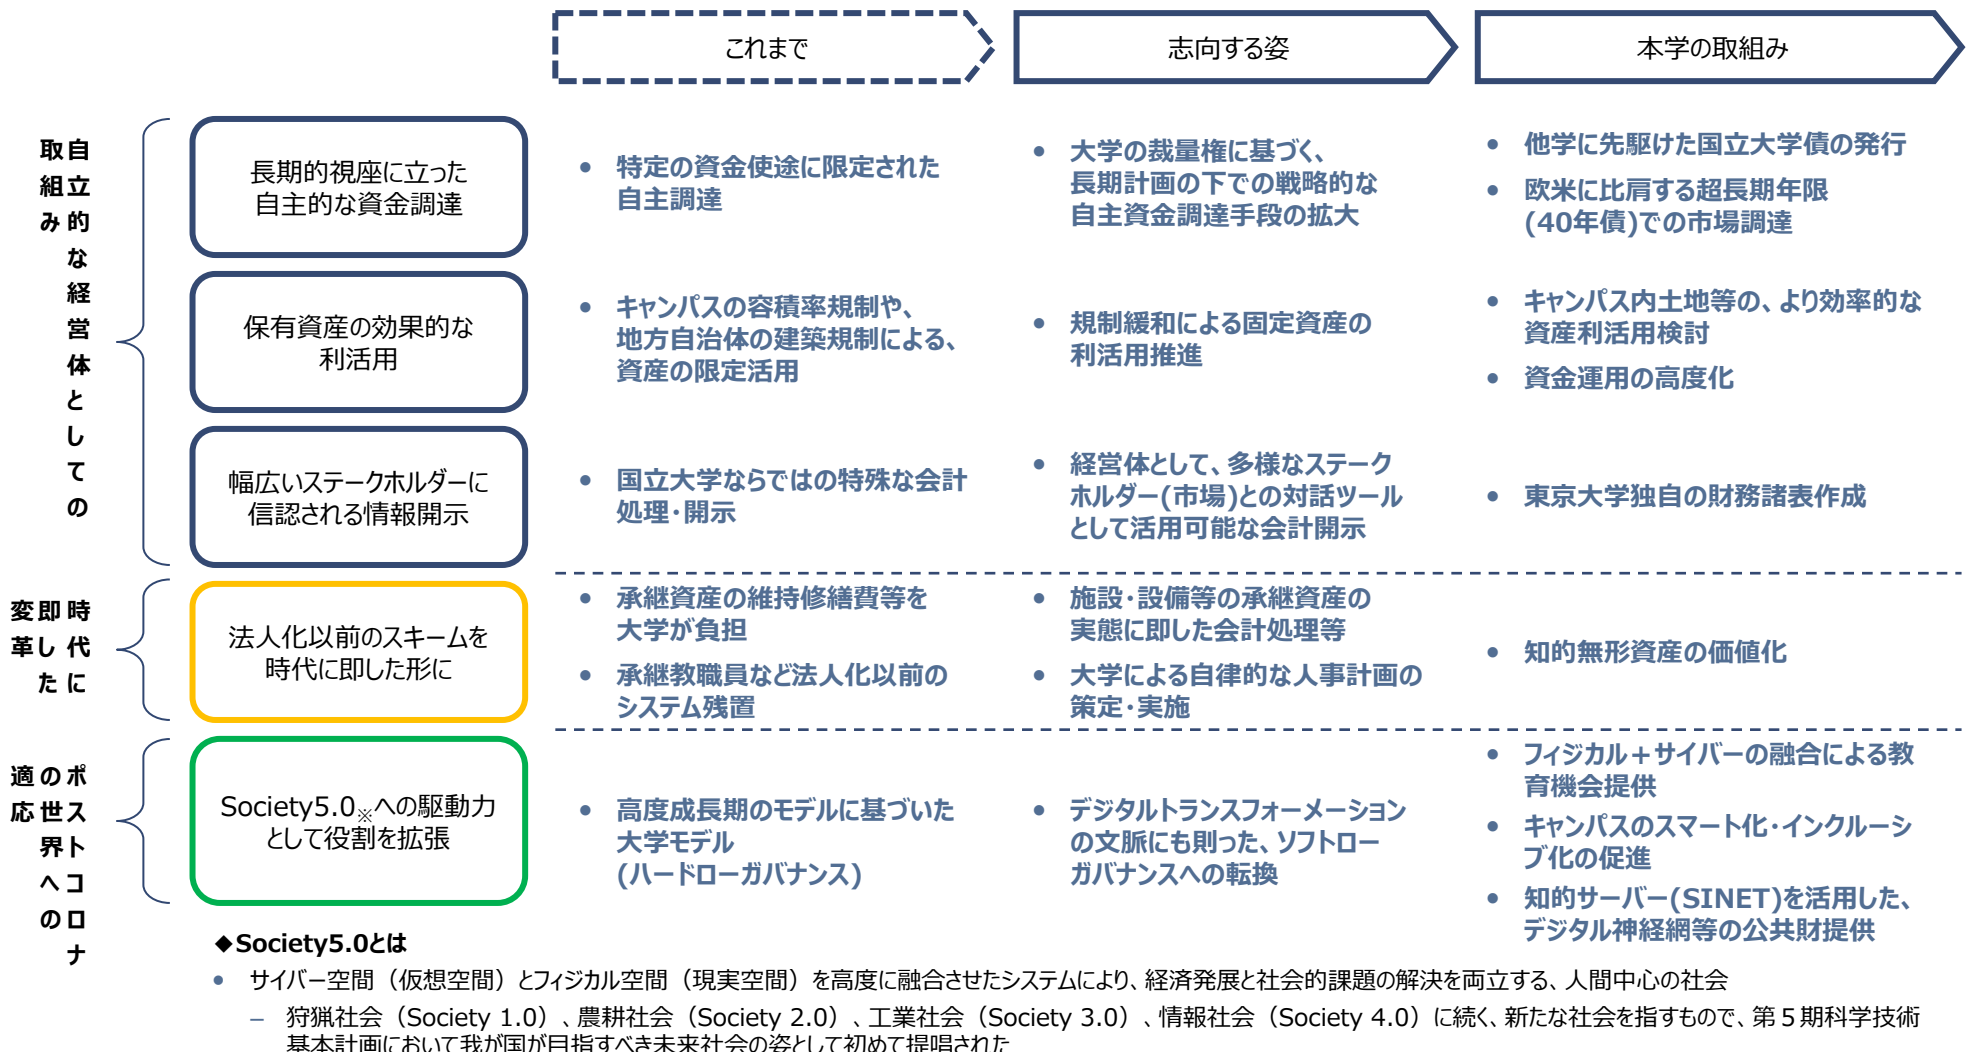 これまで
志向する姿
本学の取組み
自立的な経営体としての
取組み
長期的視座に立った
自主的な資金調達
• 特定の資金使途に限定された
自主調達
• 大学の裁量権に基づく、
長期計画の下での戦略的な
自主資金調達手段の拡大
• 他学に先駆けた国立大学債の発行
• 欧米に比肩する超長期年限
(40年債)での市場調達
保有資産の効果的な
利活用
• キャンパスの容積率規制や、
地方自治体の建築規制による、
資産の限定活用
• 規制緩和による固定資産の
利活用推進
• キャンパス内土地等の、より効率的な
資産利活用検討
• 資金運用の高度化
幅広いステークホルダーに
信認される情報開示
• 国立大学ならではの特殊な会計
処理・開示
• 経営体として、多様なステーク
ホルダー(市場)との対話ツール
として活用可能な会計開示
• 東京大学独自の財務諸表作成
時代に
即した
変革
法人化以前のスキームを
時代に即した形に
• 承継資産の維持修繕費等を
大学が負担
• 承継教職員など法人化以前の
システム残置
• 施設・設備等の承継資産の
実態に即した会計処理等
• 大学による自律的な人事計画の
策定・実施
• 知的無形資産の価値化
ポストコロナ
の世界への
適応
Society5.0※への駆動力
として役割を拡張
• 高度成長期のモデルに基づいた
大学モデル
(ハードローガバナンス)
• デジタルトランスフォーメーション
の文脈にも則った、ソフトロー
ガバナンスへの転換
• フィジカル＋サイバーの融合による教
育機会提供
• キャンパスのスマート化・インクルーシ
ブ化の促進
• 知的サーバー(SINET)を活用した、
デジタル神経網等の公共財提供
◆Society5.0とは
• サイバー空間（仮想空間）とフィジカル空間（現実空間）を高度に融合させたシステムにより、経済発展と社会的課題の解決を両立する、人間中心の社会
– 狩猟社会（Society 1.0）、農耕社会（Society 2.0）、工業社会（Society 3.0）、情報社会（Society 4.0）に続く、新たな社会を指すもので、第５期科学技術
基本計画において我が国が目指すべき未来社会の姿として初めて提唱された